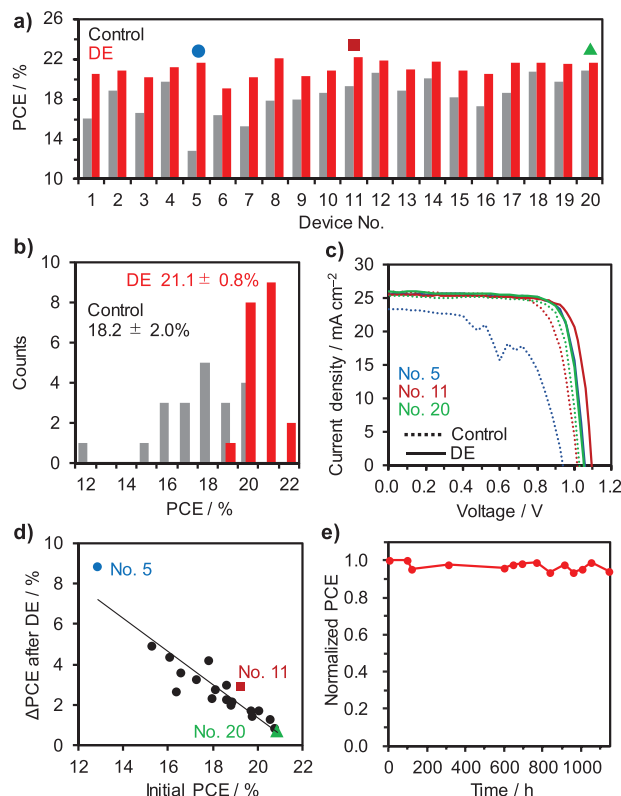 a)
Control
DE
PCE / %
26
22
18
14
10
1 2 3 4 5 6 7 8 9 10 11 12 13 14 15 16 17 18 19 20
Device No.
b)
DE 21.1 ± 0.8%
Control
18.2 ± 2.0%
Counts
10
8
6
4
2
0
12 14 16 18 20 22
PCE / %
c)
Current density / mA cm–2
30
25
20
15
10
5
0
No. 5
No. 11
No. 20
Control
DE
0.0 0.2 0.4 0.6 0.8 1.0 1.2
Voltage / V
d)
ΔPCE after DE / %
10
8
6
4
2
0
No. 5
No. 11
No. 20
12 14 16 18 20 22
Initial PCE / %
e)
Normalized PCE
1.0
0.8
0.6
0.4
0.2
0.0
0 200 400 600 800 1000
Time / h